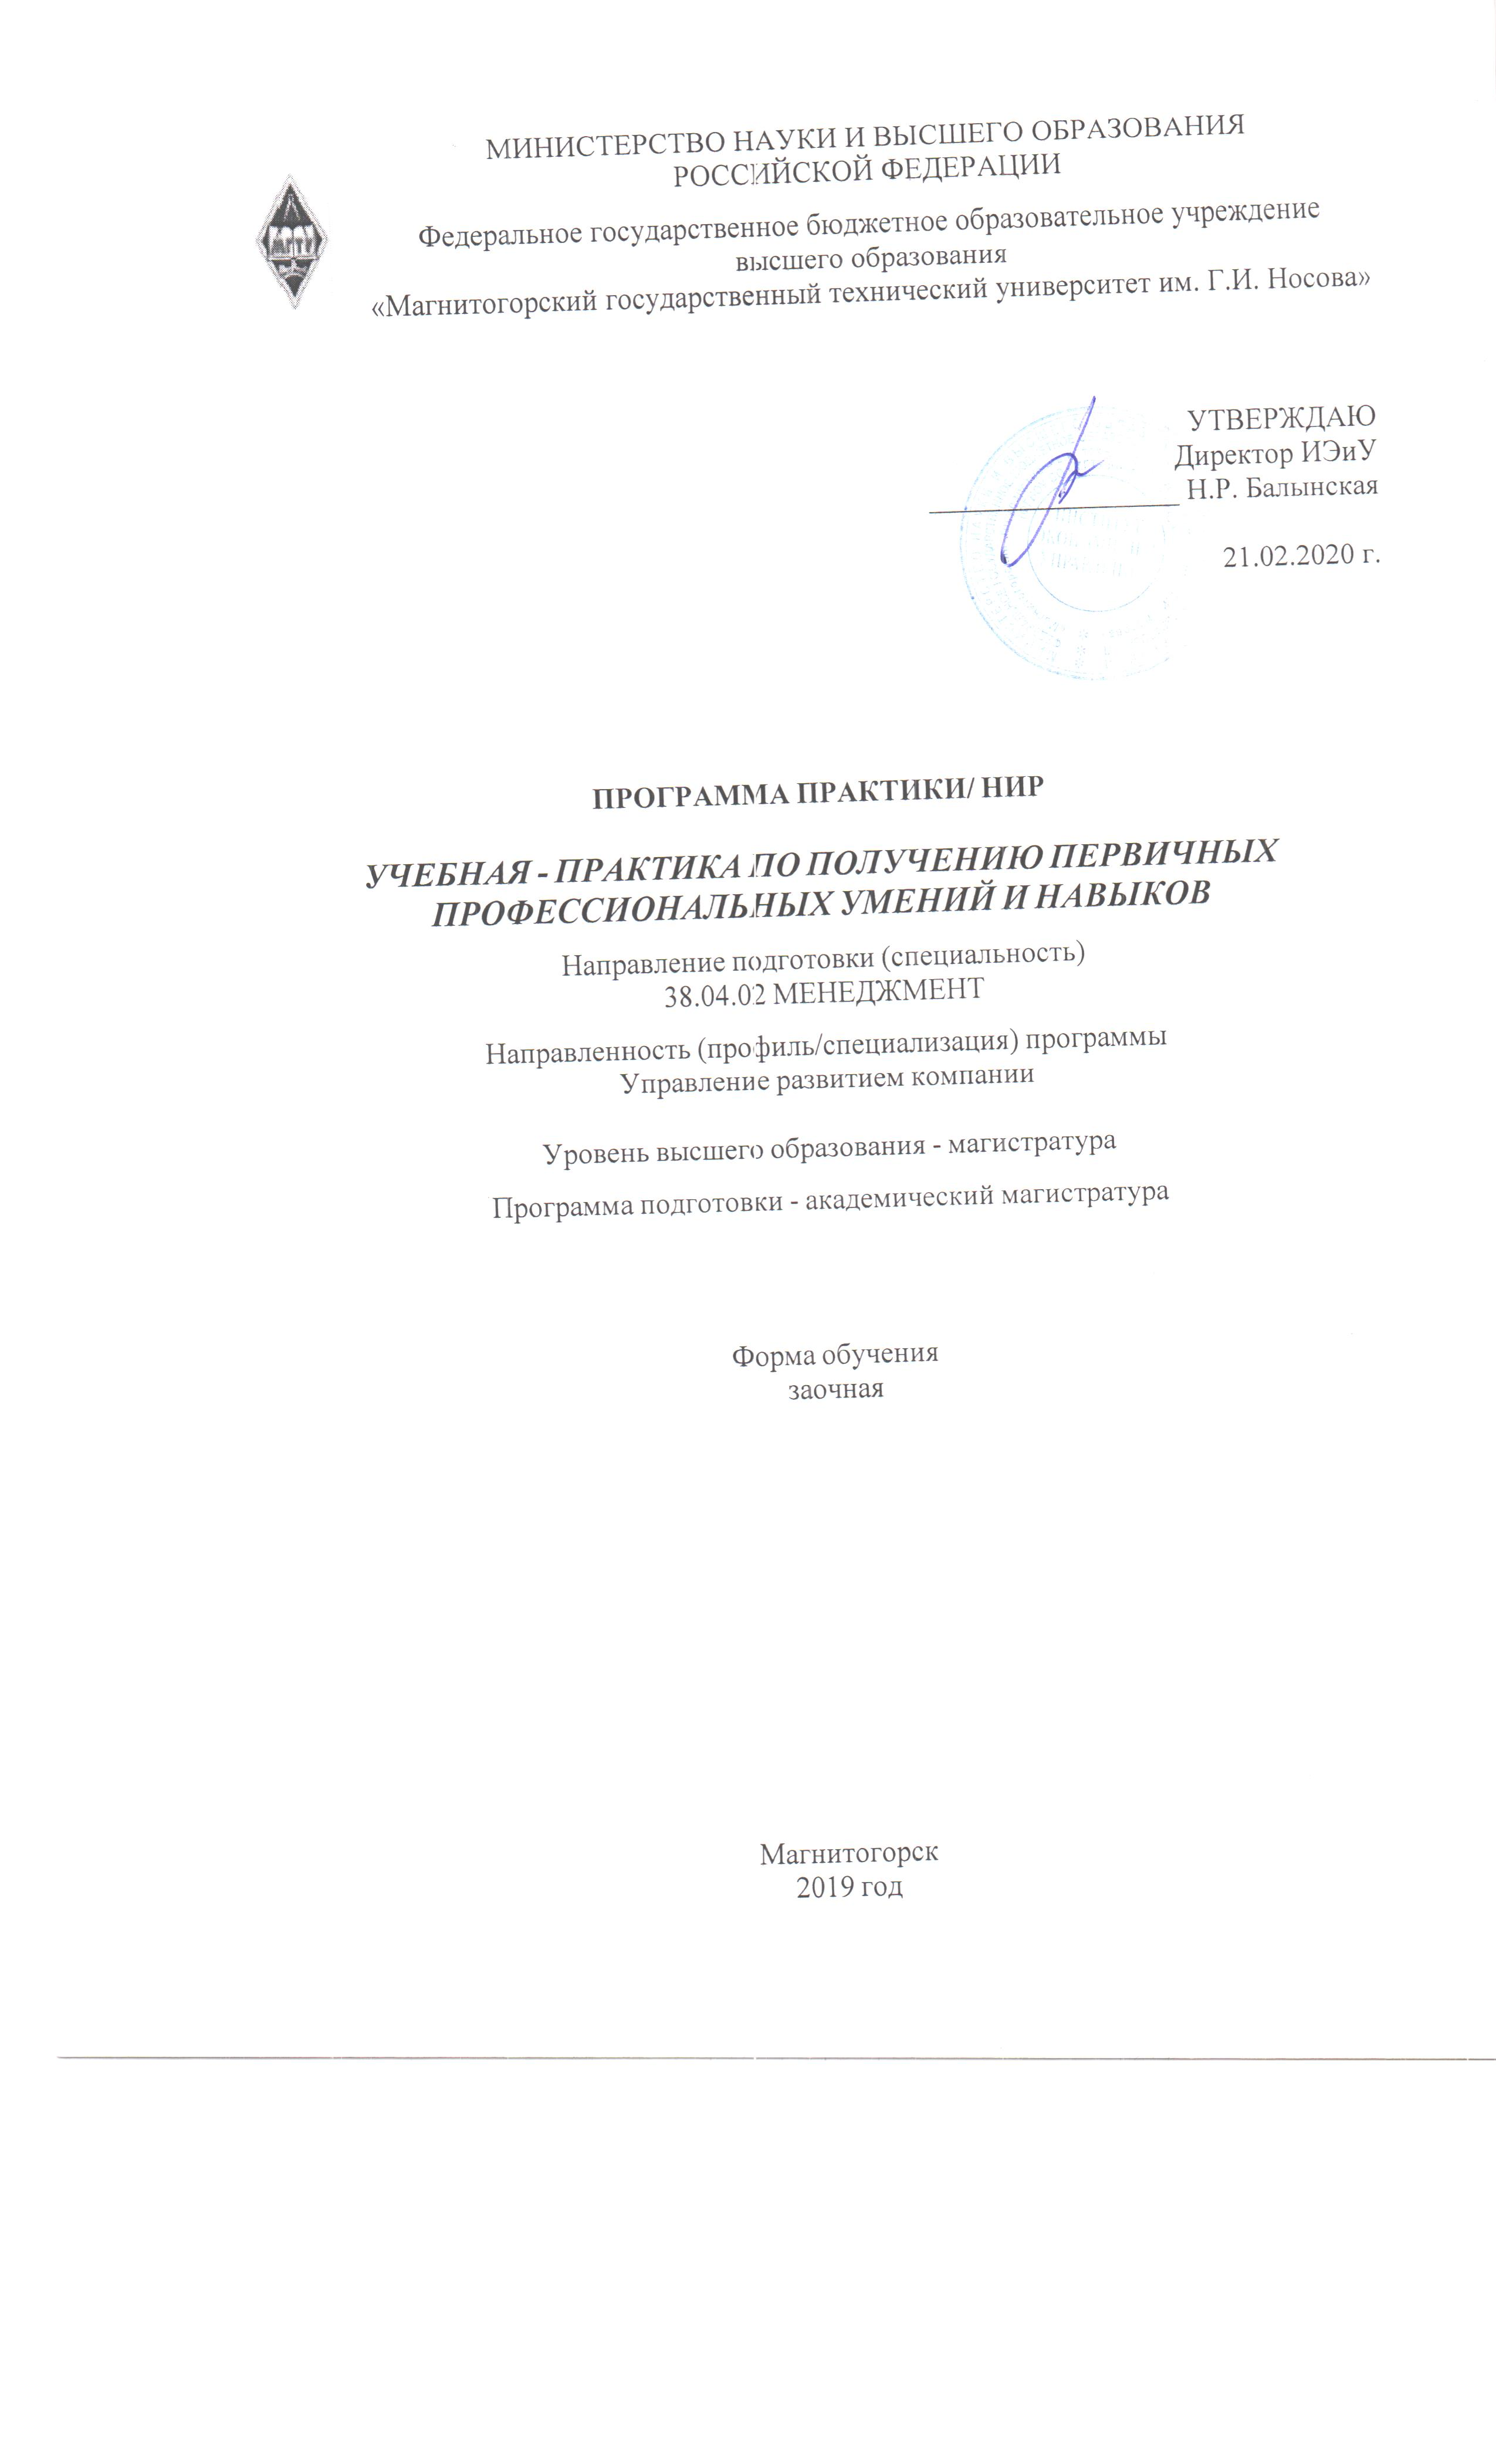 МИНИСТЕРСТВО НАУКИ И ВЫСШЕГО ОБРАЗОВАНИЯ
РОССИЙСКОЙ ФЕДЕРАЦИИ
Федеральное государственное бюджетное образовательное учреждение
высшего образования
«Магнитогорский государственный технический университет им. Г.И. Носова»
МГТУ
УТВЕРЖДАЮ
Директор ИЭиУ
Н.Р. Балынская
21.02.2020 г.
ПРОГРАММА ПРАКТИКИ/ НИР
УЧЕБНАЯ - ПРАКТИКА ПО ПОЛУЧЕНИЮ ПЕРВИЧНЫХ
ПРОФЕССИОНАЛЬНЫХ УМЕНИЙ И НАВЫКОВ
Направление подготовки (специальность)
38.04.02 МЕНЕДЖМЕНТ
Направленность (профиль/специализация) программы
Управление развитием компании
Уровень высшего образования - магистратура
Программа подготовки - академический магистратура
Форма обучения
заочная
Магнитогорск
2019 год